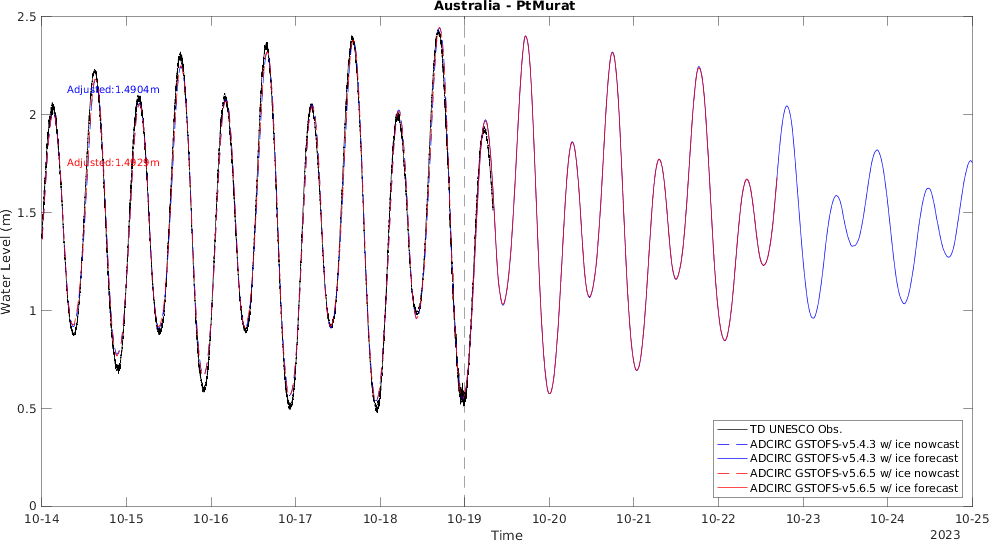 Australia - PtMurat
2.5
2
1.5
1
0.5
0
Water Level (m)
Adjusted:1.4904m
Adjusted:1.4929m
TD UNESCO Obs.
ADCIRC GSTOFS-v5.4.3 w/ ice nowcast
ADCIRC GSTOFS-v5.4.3 w/ ice forecast
ADCIRC GSTOFS-v5.6.5 w/ ice nowcast
ADCIRC GSTOFS-v5.6.5 w/ ice forecast
10-14 10-15 10-16 10-17 10-18 10-19 10-20 10-21 10-22 10-23 10-24 10-25
Time
2023